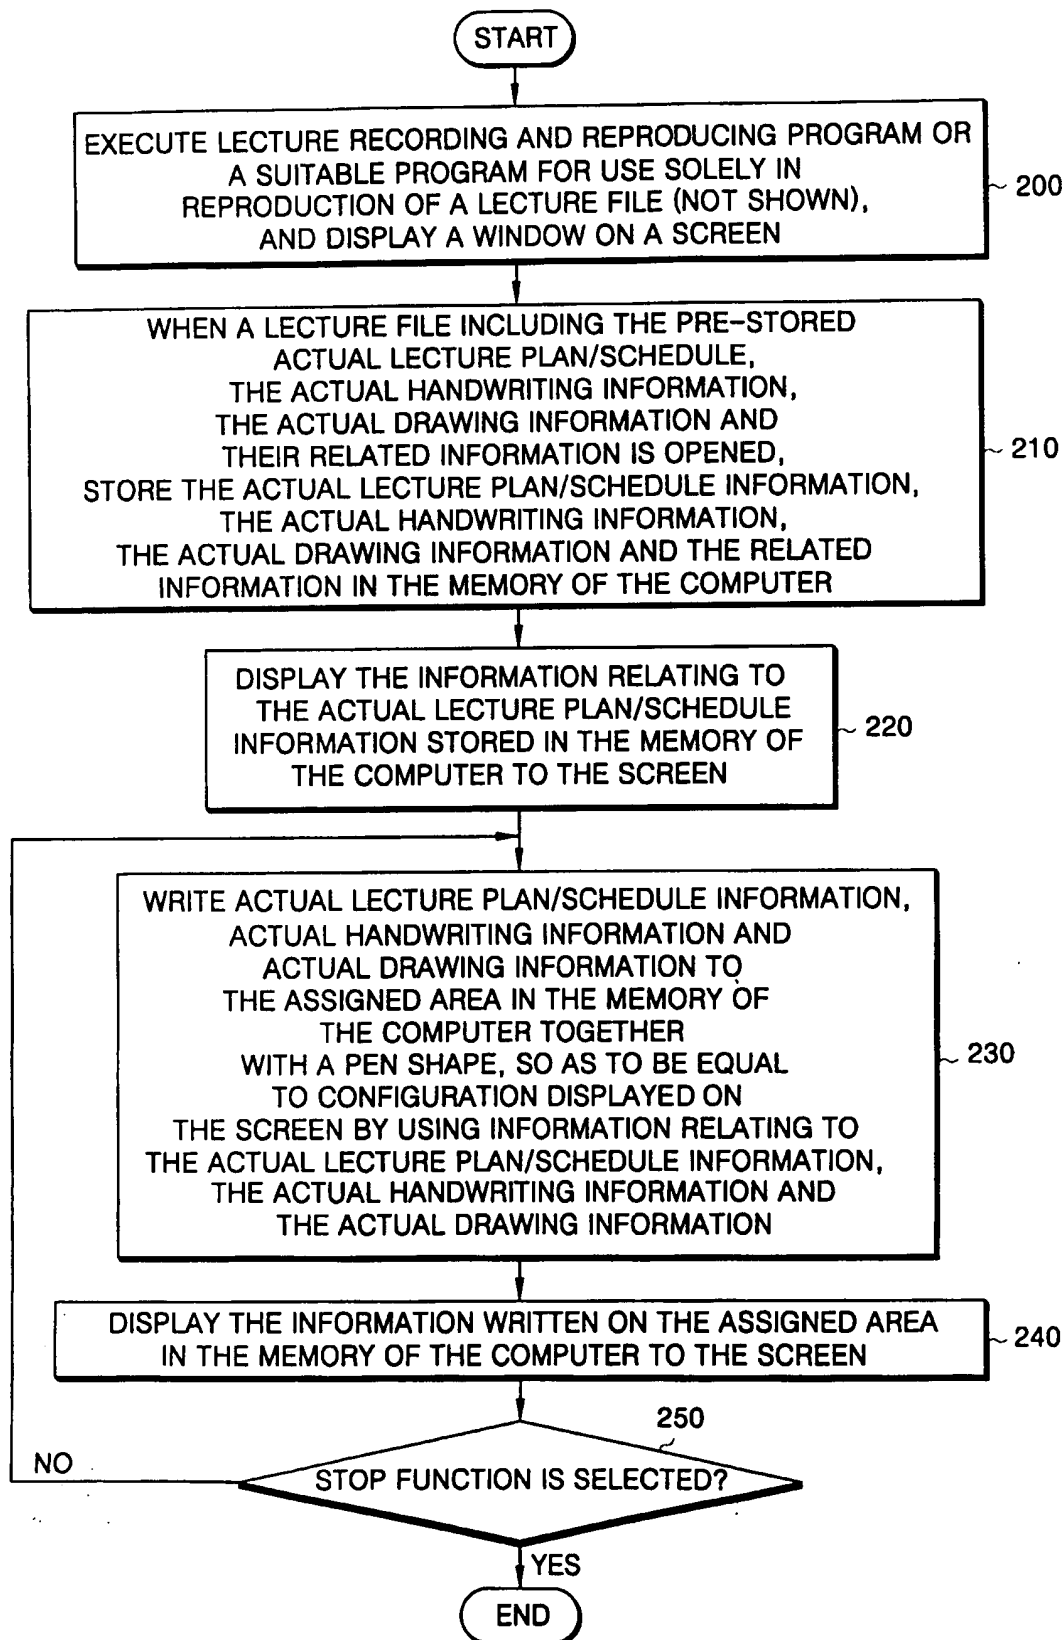 START
EXECUTE LECTURE RECORDING AND REPRODUCING PROGRAM OR
A SUITABLE PROGRAM FOR USE SOLELY IN
REPRODUCTION OF A LECTURE FILE (NOT SHOWN),
AND DISPLAY A WINDOW ON A SCREEN
200
WHEN A LECTURE FILE INCLUDING THE PRE-STORED
ACTUAL LECTURE PLAN/SCHEDULE,
THE ACTUAL HANDWRITING INFORMATION,
THE ACTUAL DRAWING INFORMATION AND
THEIR RELATED INFORMATION IS OPENED,
STORE THE ACTUAL LECTURE PLAN/SCHEDULE INFORMATION,
THE ACTUAL HANDWRITING INFORMATION,
THE ACTUAL DRAWING INFORMATION AND THE RELATED
INFORMATION IN THE MEMORY OF THE COMPUTER
210
DISPLAY THE INFORMATION RELATING TO
THE ACTUAL LECTURE PLAN/SCHEDULE
INFORMATION STORED IN THE MEMORY OF
THE COMPUTER TO THE SCREEN
220
WRITE ACTUAL LECTURE PLAN/SCHEDULE INFORMATION,
ACTUAL HANDWRITING INFORMATION AND
ACTUAL DRAWING INFORMATION TO
THE ASSIGNED AREA IN THE MEMORY OF
THE COMPUTER TOGETHER
WITH A PEN SHAPE, SO AS TO BE EQUAL
TO CONFIGURATION DISPLAYED ON
THE SCREEN BY USING INFORMATION RELATING TO
THE ACTUAL LECTURE PLAN/SCHEDULE INFORMATION,
THE ACTUAL HANDWRITING INFORMATION AND
THE ACTUAL DRAWING INFORMATION
230
DISPLAY THE INFORMATION WRITTEN ON THE ASSIGNED AREA
IN THE MEMORY OF THE COMPUTER TO THE SCREEN
240
250
NO
STOP FUNCTION IS SELECTED?
YES
END